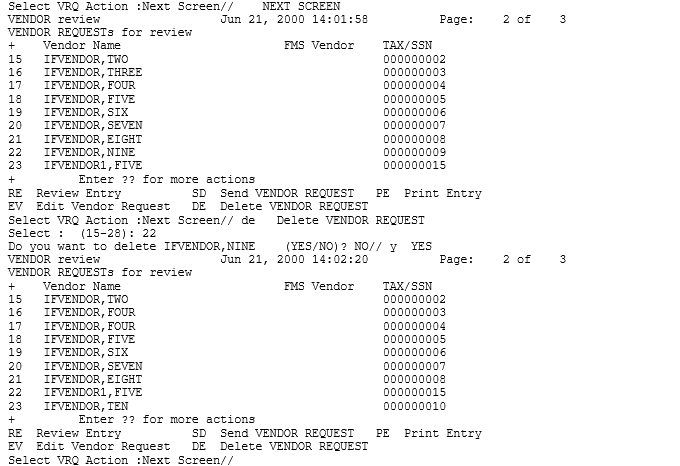 Select VRQ Action :Next Screen//    NEXT SCREEN
VENDOR review                 Jun 21, 2000 14:01:58          Page:    2 of    3
VENDOR REQUESTs for review
+    Vendor Name                       FMS Vendor    TAX/SSN
15   IFVENDOR,TWO                                    000000002
16   IFVENDOR,THREE                                  000000003
17   IFVENDOR,FOUR                                   000000004
18   IFVENDOR,FIVE                                   000000005
19   IFVENDOR,SIX                                    000000006
20   IFVENDOR,SEVEN                                  000000007
21   IFVENDOR,EIGHT                                  000000008
22   IFVENDOR,NINE                                   000000009
23   IFVENDOR1,FIVE                                  000000015
+         Enter ?? for more actions
RE  Review Entry          SD  Send VENDOR REQUEST   PE  Print Entry
EV  Edit Vendor Request   DE  Delete VENDOR REQUEST
Select VRQ Action :Next Screen// de   Delete VENDOR REQUEST
Select :  (15-28): 22
Do you want to delete IFVENDOR,NINE    (YES/NO)? NO// y  YES
VENDOR review                 Jun 21, 2000 14:02:20          Page:    2 of    3
VENDOR REQUESTs for review
+    Vendor Name                       FMS Vendor    TAX/SSN
15   IFVENDOR,TWO                                    000000002
16   IFVENDOR,FOUR                                   000000003
17   IFVENDOR,FOUR                                   000000004
18   IFVENDOR,FIVE                                   000000005
19   IFVENDOR,SIX                                    000000006
20   IFVENDOR,SEVEN                                  000000007
21   IFVENDOR,EIGHT                                  000000008
22   IFVENDOR1,FIVE                                  000000015
23   IFVENDOR,TEN                                    000000010
+         Enter ?? for more actions
RE  Review Entry          SD  Send VENDOR REQUEST   PE  Print Entry
EV  Edit Vendor Request   DE  Delete VENDOR REQUEST
Select VRQ Action :Next Screen//